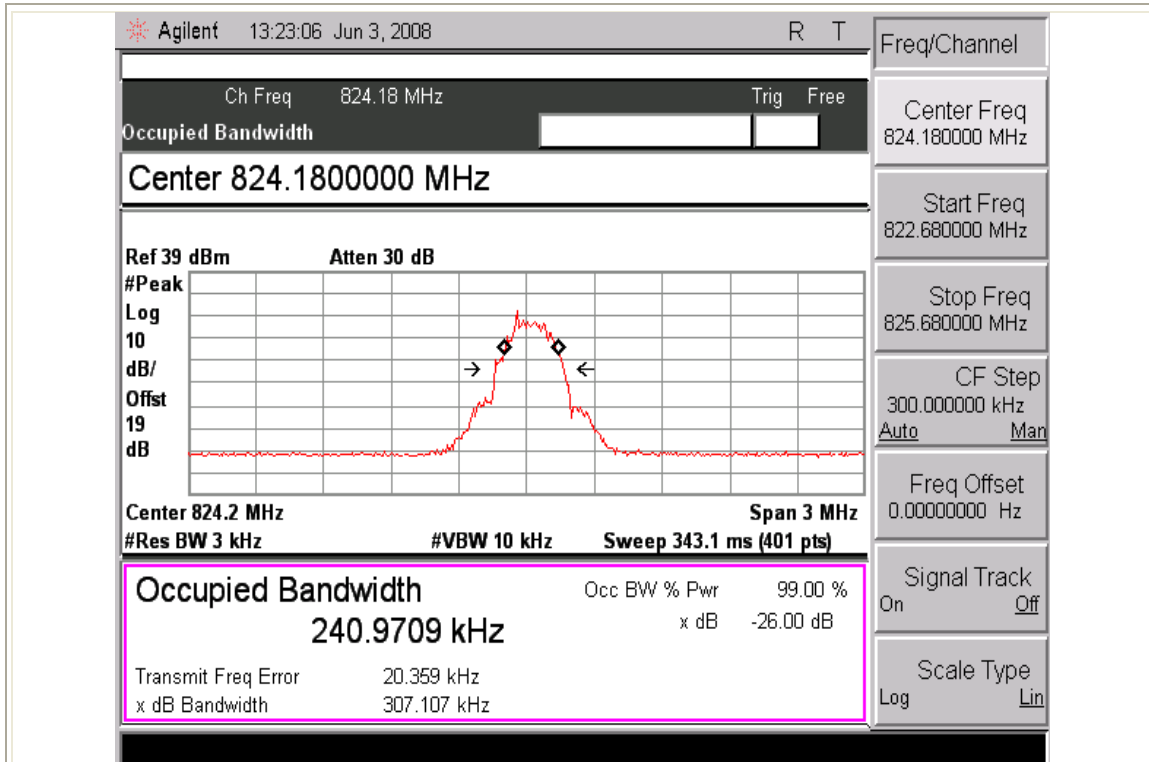 Agilent 13:23:06 Jun 3, 2008 R T
Freq/Channel
Ch Freq 824.18 MHz Trig Free
Occupied Bandwidth
Center 824.1800000 MHz
Ref 39 dBm Atten 30 dB
#Peak
Log
10
dB/
Offst
19
dB
Center 824.2 MHz Span 3 MHz
#Res BW 3 kHz #VBW 10 kHz Sweep 343.1 ms (401 pts)
Occupied Bandwidth
240.9709 kHz
Occ BW % Pwr 99.00 %
x dB -26.00 dB
Transmit Freq Error 20.359 kHz
x dB Bandwidth 307.107 kHz
Center Freq
824.180000 MHz
Start Freq
822.680000 MHz
Stop Freq
825.680000 MHz
CF Step
300.000000 kHz
Auto Man
Freq Offset
0.00000000 Hz
Signal Track
On Off
Scale Type
Log Lin